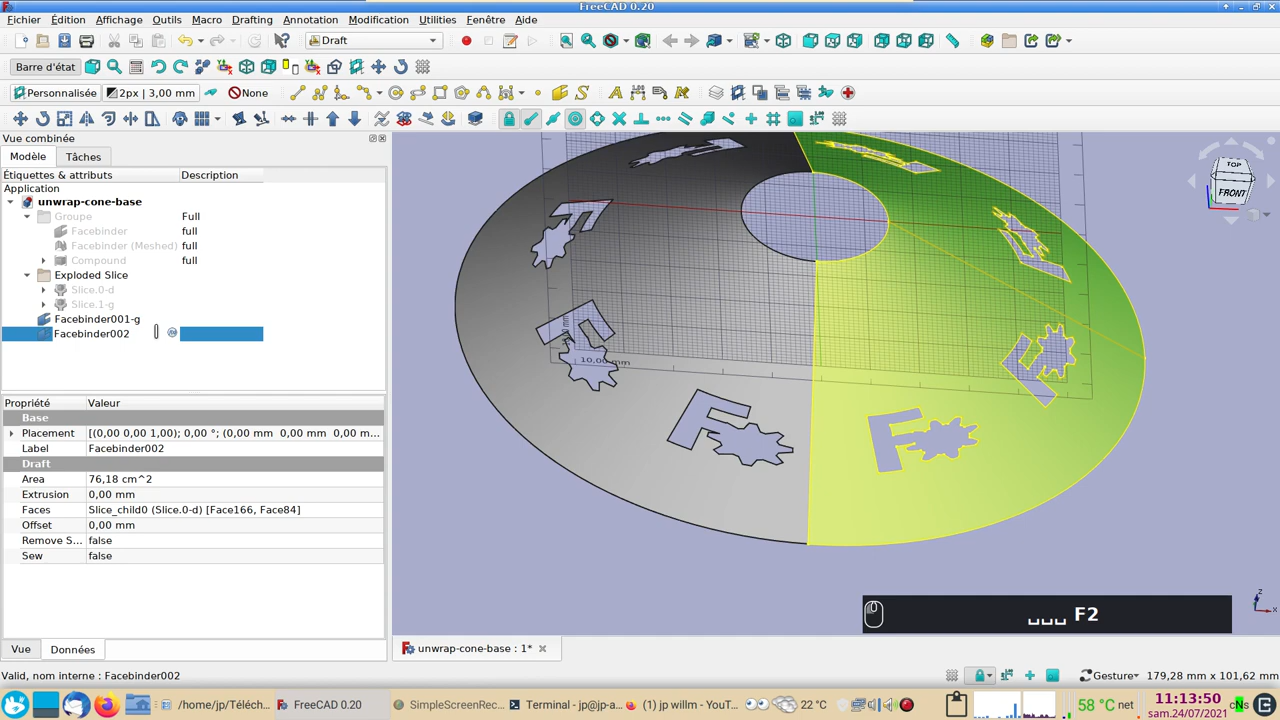 FreeCAD 0.20
Fichier Édition Affichage Outils Macro Drafting Annotation Modification Utilities Fenêtre Aide
Draft
Barre d'état
Personnalisée 2px | 3,00 mm None
Vue combinée
Modèle Tâches
Étiquettes & attributs Description
Application
unwrap-cone-base
Groupe Full
Facebinder full
Facebinder (Meshed) full
Compound full
Exploded Slice
Slice.0-d
Slice.1-g
Facebinder001-g
Facebinder002
Propriété Valeur
Base
Placement [(0,00 0,00 1,00); 0,00 °; (0,00 mm 0,00 mm 0,00 m...
Label Facebinder002
Draft
Area 76,18 cm^2
Extrusion 0,00 mm
Faces Slice_child0 (Slice.0-d) [Face166, Face84]
Offset 0,00 mm
Remove S... false
Sew false
Vue Données
TOP
FRONT
10,00 mm
F2
unwrap-cone-base : 1*
Valid, nom interne : Facebinder002
Gesture 179,28 mm x 101,62 mm
/home/jp/Téléch... FreeCAD 0.20 SimpleScreenRec... Terminal - jp@jp-a... (1) jp willm - YouT... 22 °C 58 °C net 11:13:50
sam.24/07/2021 cNs